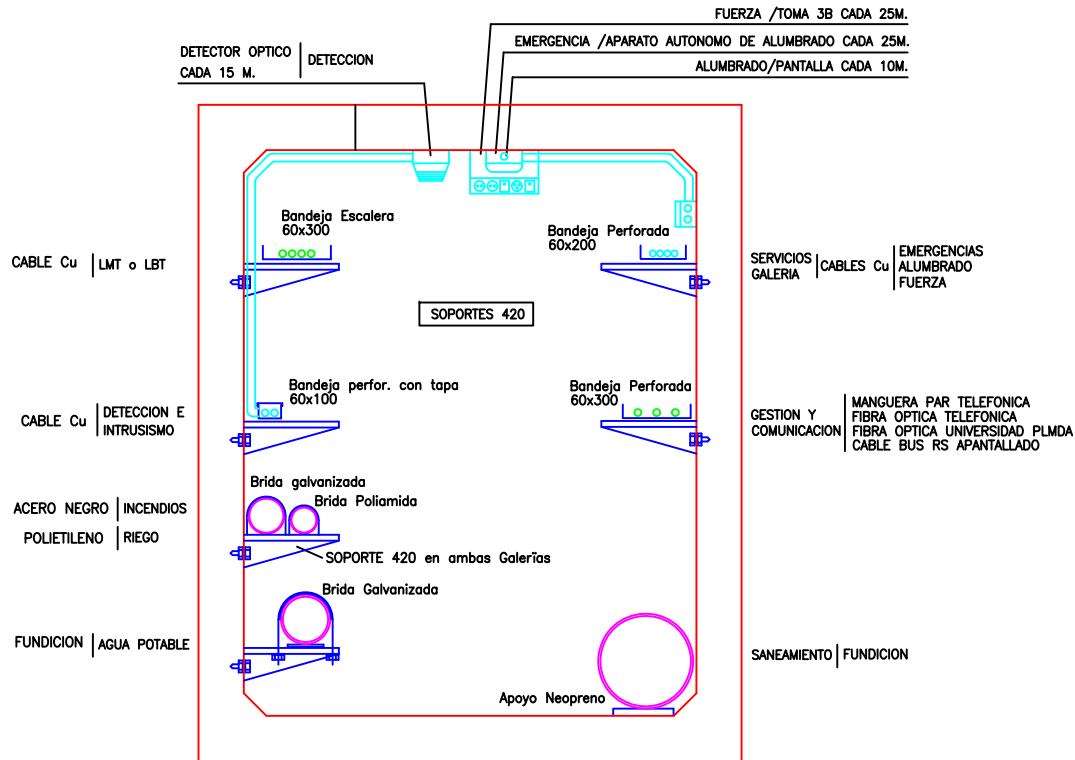 FUERZA /TOMA 3B CADA 25M.
EMERGENCIA /APARATO AUTONOMO DE ALUMBRADO CADA 25M.
ALUMBRADO/PANTALLA CADA 10M.
DETECTOR OPTICO
CADA 15 M.
DETECCION
Bandeja Escalera
60x300
Bandeja Perforada
60x200
CABLE Cu
LMT o LBT
SERVICIOS
GALERIA
CABLES Cu
EMERGENCIAS
ALUMBRADO
FUERZA
SOPORTES 420
Bandeja perfor. con tapa
60x100
Bandeja Perforada
60x300
CABLE Cu
DETECCION E
INTRUSISMO
GESTION Y
COMUNICACION
MANGUERA PAR TELEFONICA
FIBRA OPTICA TELEFONICA
FIBRA OPTICA UNIVERSIDAD PLMDA
CABLE BUS RS APANTALLADO
Brida galvanizada
Brida Poliamida
ACERO NEGRO
INCENDIOS
POLIETILENO
RIEGO
SOPORTE 420 en ambas Galerïas
Brida Galvanizada
FUNDICION
AGUA POTABLE
SANEAMIENTO
FUNDICION
Apoyo Neopreno